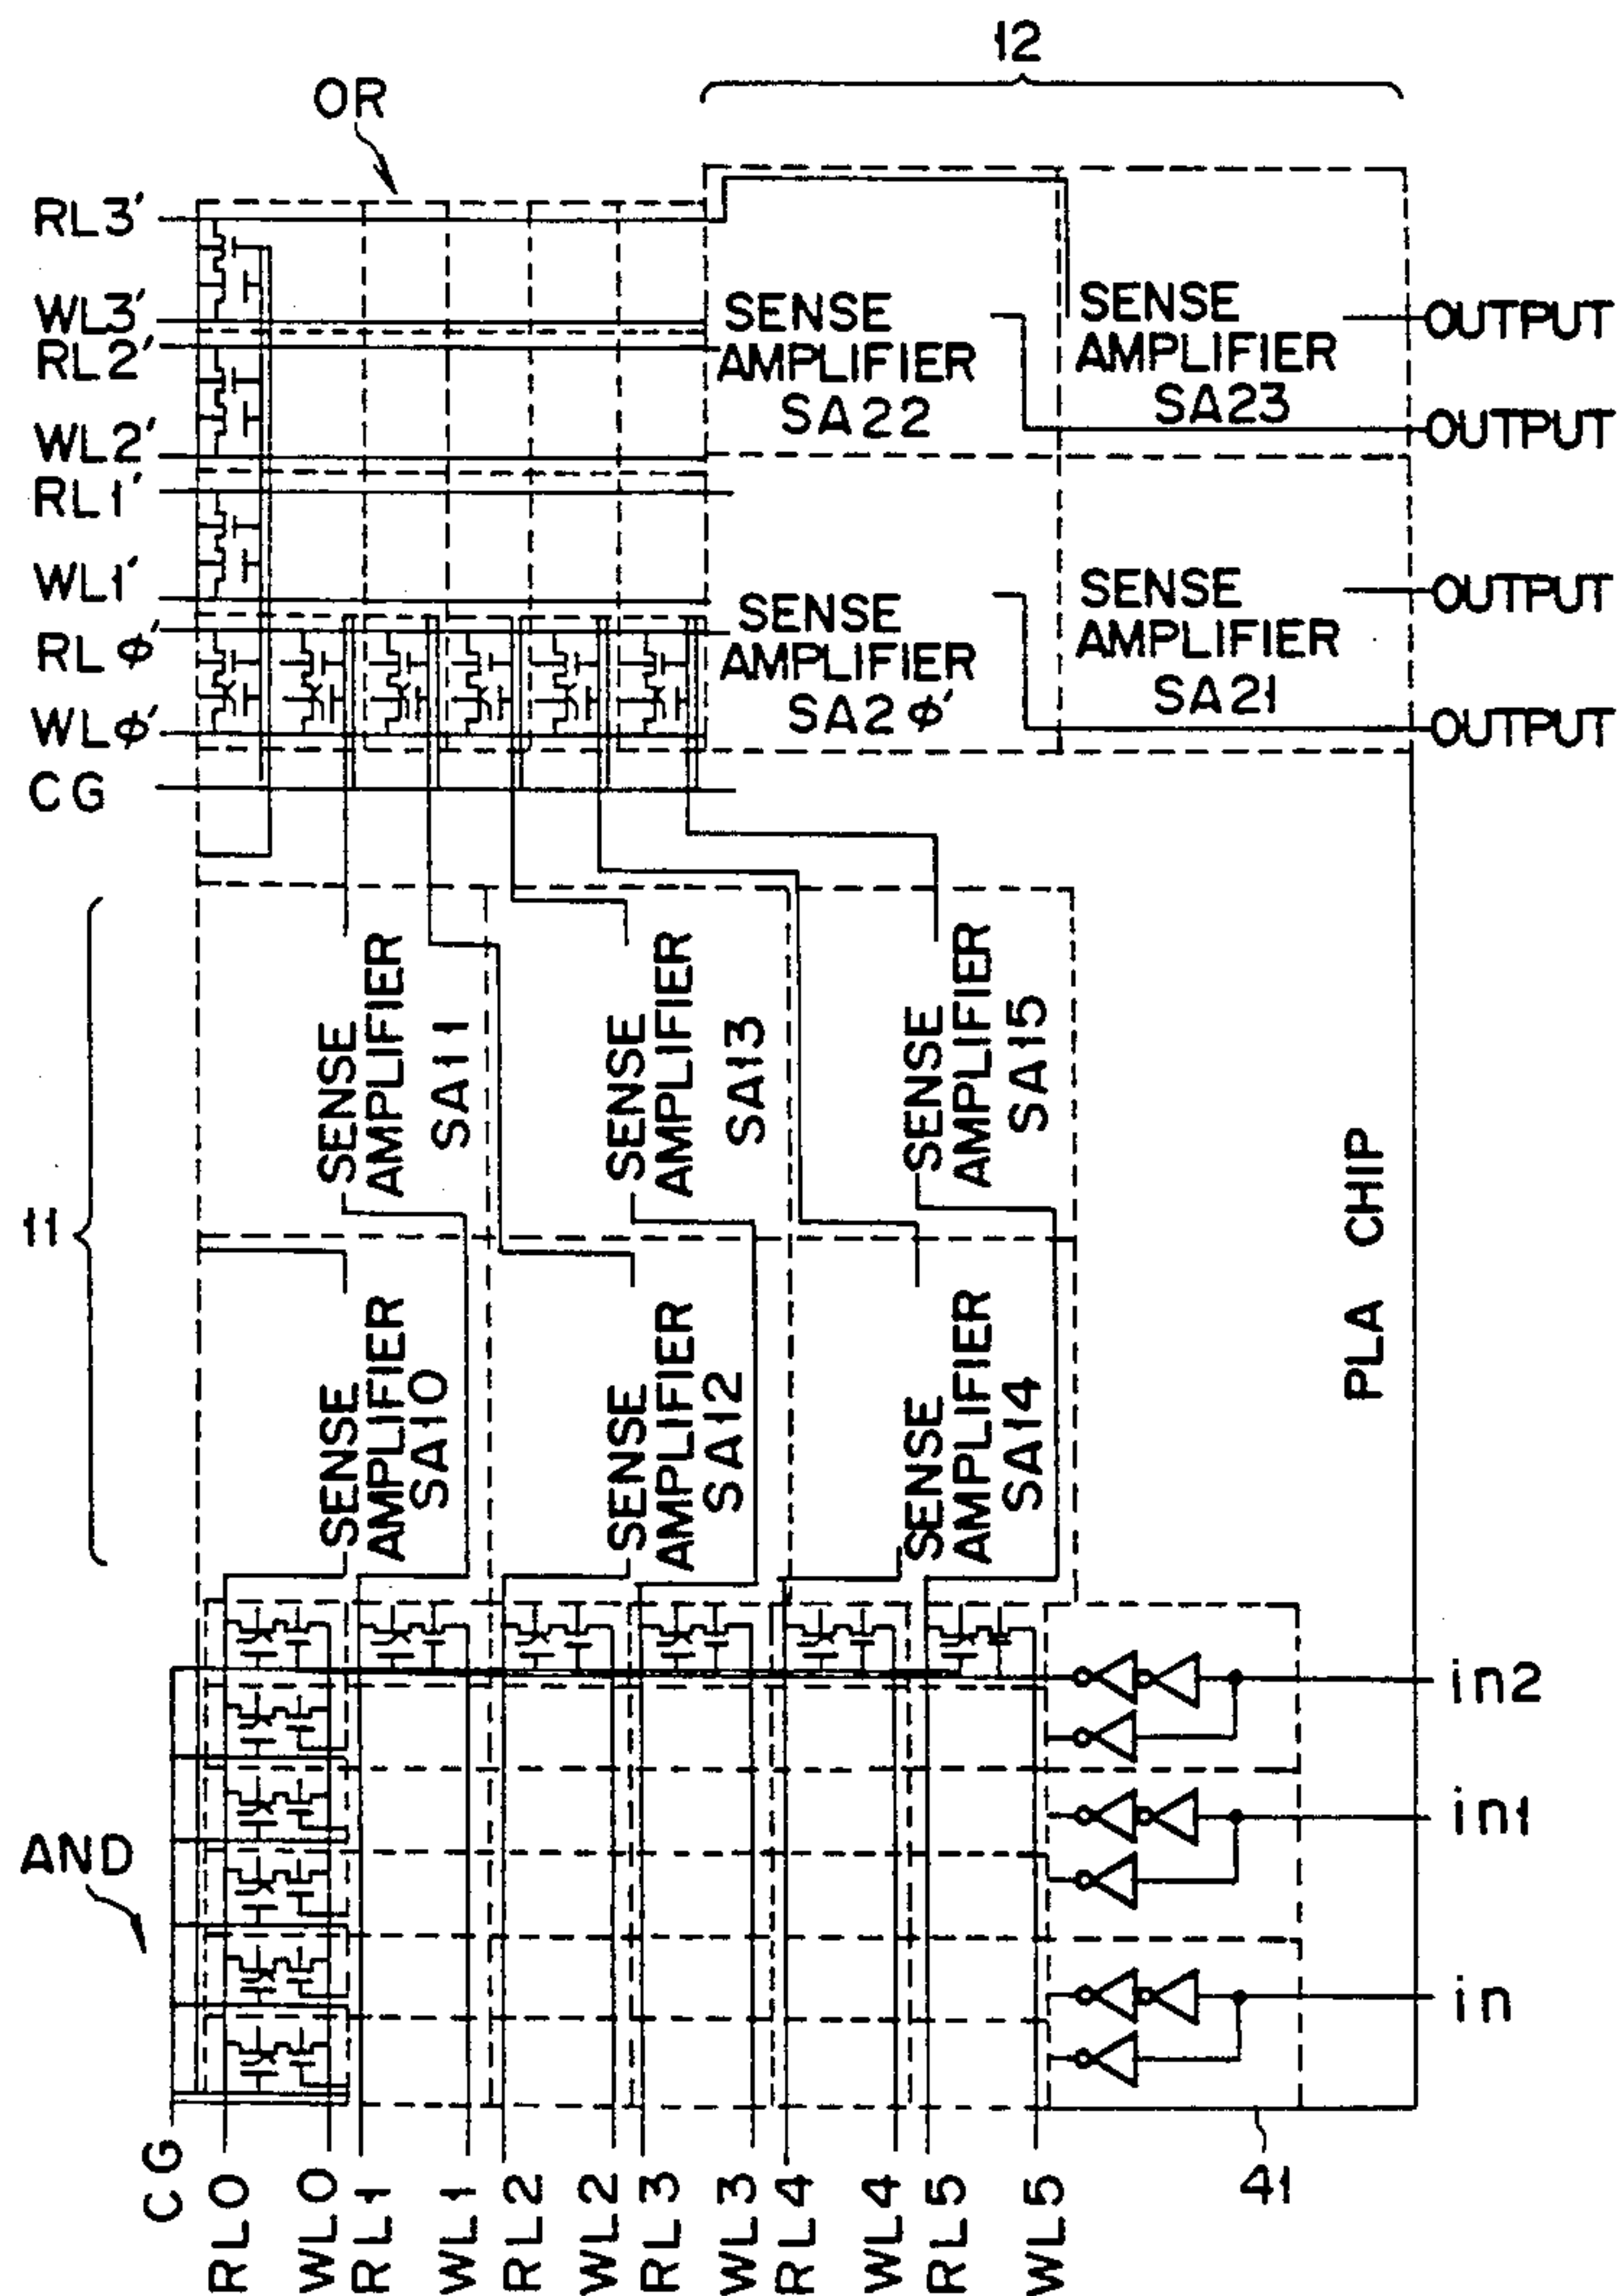 12
OR
RL3'
WL3'
RL2'
WL2'
RL1'
WL1'
RLφ'
WLφ'
CG
SENSE
AMPLIFIER
SA22
SENSE
AMPLIFIER
SA23
OUTPUT
OUTPUT
SENSE
AMPLIFIER
SA2φ'
SENSE
AMPLIFIER
SA21
OUTPUT
OUTPUT
11
SENSE
AMPLIFIER
SA11
SENSE
AMPLIFIER
SA13
SENSE
AMPLIFIER
SA15
SENSE
AMPLIFIER
SA10
SENSE
AMPLIFIER
SA12
SENSE
AMPLIFIER
SA14
PLA CHIP
AND
in2
in1
in
41
CG
RL0
WL0
RL1
WL1
RL2
WL2
RL3
WL3
RL4
WL4
RL5
WL5